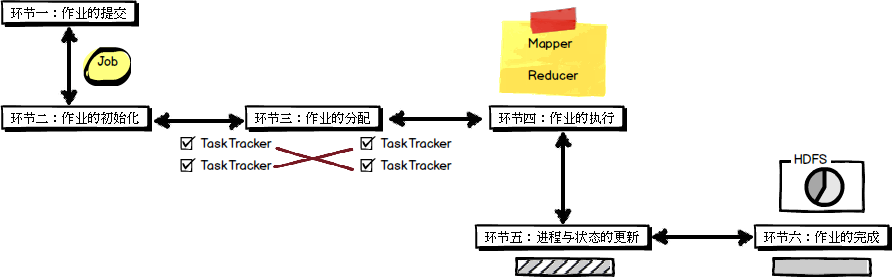 环节一：作业的提交
Job
Mapper
Reducer
环节二：作业的初始化
环节三：作业的分配
环节四：作业的执行
TaskTracker
TaskTracker
TaskTracker
TaskTracker
HDFS
环节五：进程与状态的更新
环节六：作业的完成